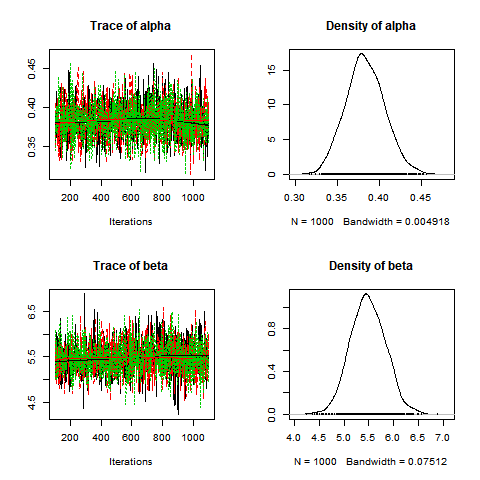 Trace of alpha
0.35 0.40 0.45
200 400 600 800 1000
Iterations
Density of alpha
0 5 10 15
0.30 0.35 0.40 0.45
N = 1000 Bandwidth = 0.004918
Trace of beta
4.5 5.5 6.5
200 400 600 800 1000
Iterations
Density of beta
0.0 0.4 0.8
4.0 4.5 5.0 5.5 6.0 6.5 7.0
N = 1000 Bandwidth = 0.07512